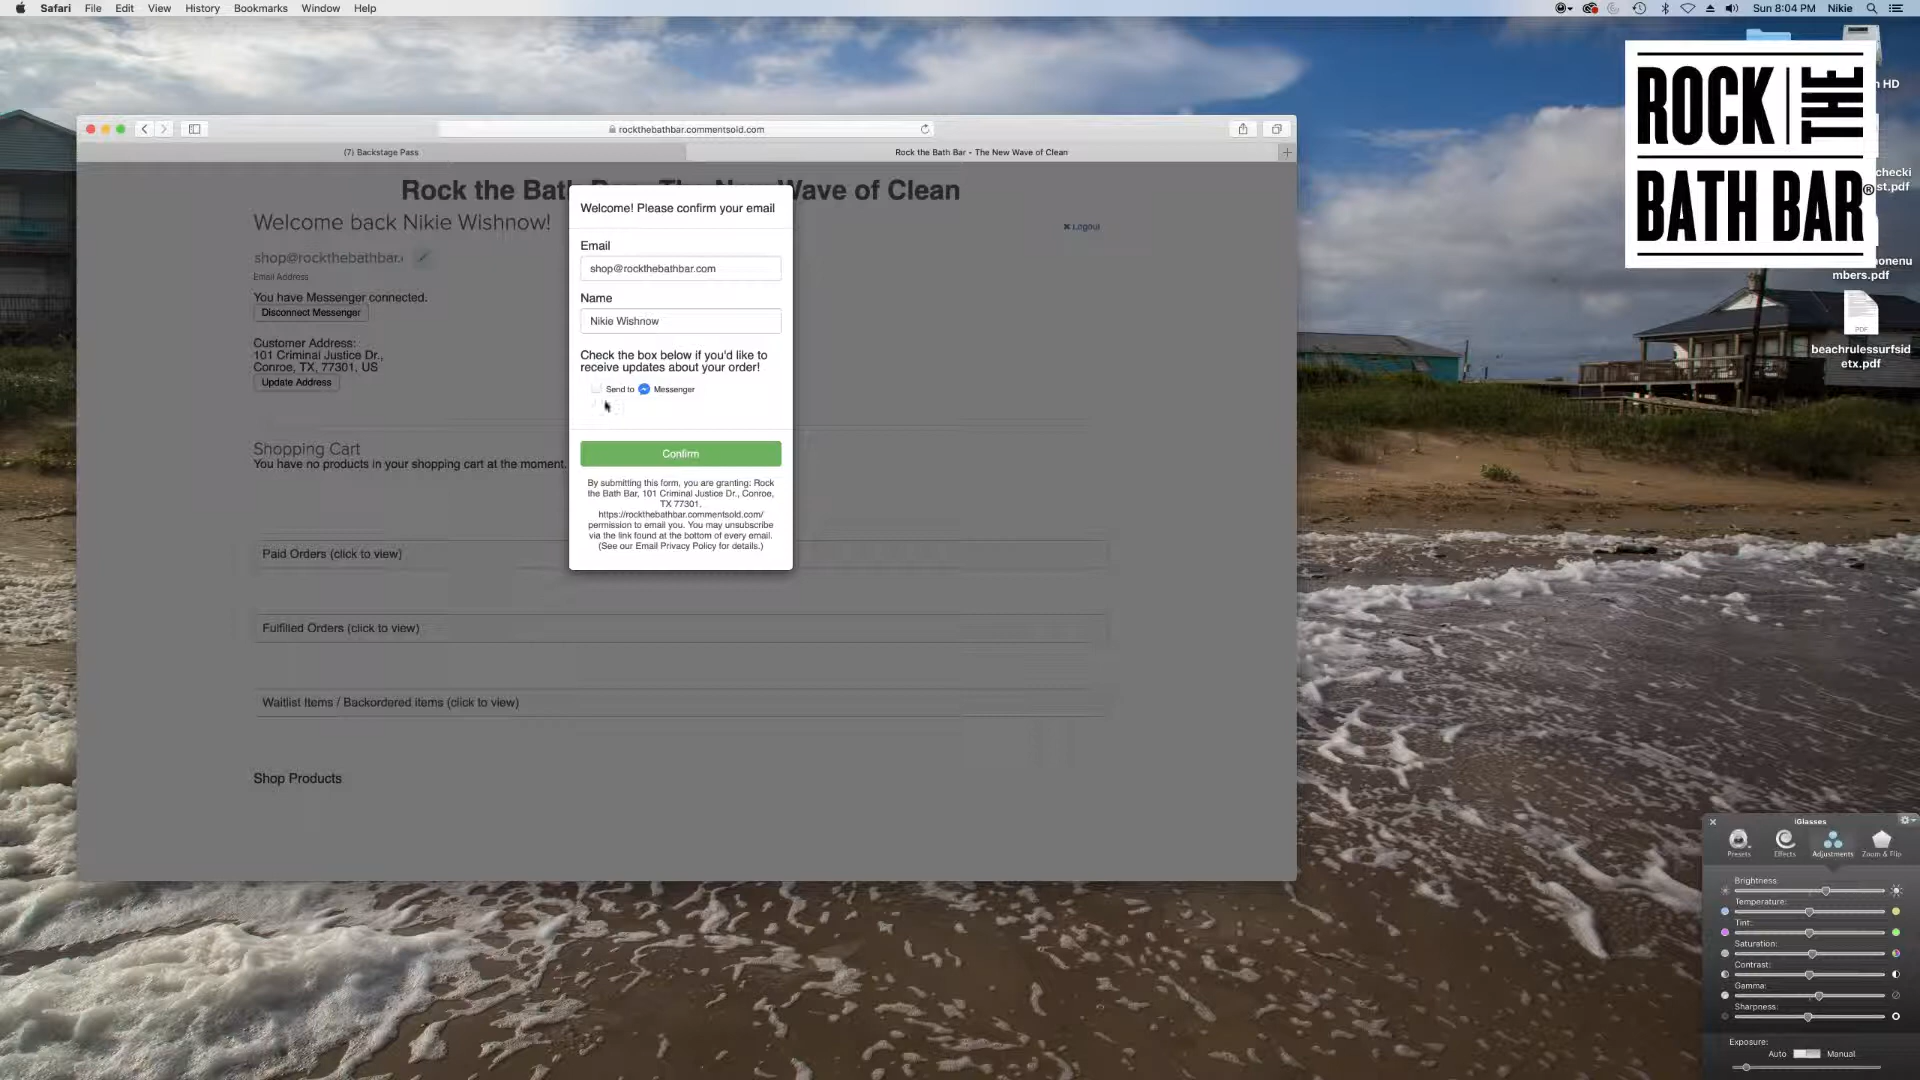 Safari File Edit View History Bookmarks Window Help
Sun 8:04 PM Nikie
ROCK THE
BATH BAR®
HD
checki
st.pdf
onenu
mbers.pdf
PDF
beachrulessurfsid
etx.pdf
rockthebathbar.commentsold.com
(7) Backstage Pass
Rock the Bath Bar - The New Wave of Clean
Rock the Bat
New Wave of Clean
Welcome back Nikie Wishnow!
Logout
shop@rockthebathbar.
Email Address
You have Messenger connected.
Disconnect Messenger
Customer Address:
101 Criminal Justice Dr.,
Conroe, TX, 77301, US
Update Address
Shopping Cart
You have no products in your shopping cart at the moment.
Paid Orders (click to view)
Fulfilled Orders (click to view)
Waitlist Items / Backordered items (click to view)
Shop Products
Welcome! Please confirm your email
Email
shop@rockthebathbar.com
Name
Nikie Wishnow
Check the box below if you'd like to
receive updates about your order!
Send to Messenger
Confirm
By submitting this form, you are granting: Rock
the Bath Bar, 101 Criminal Justice Dr., Conroe,
TX 77301,
https://rockthebathbar.commentsold.com/
permission to email you. You may unsubscribe
via the link found at the bottom of every email.
(See our Email Privacy Policy for details.)
iGlasses
Presets Effects Adjustments Zoom & Flip
Brightness:
Temperature:
Tint:
Saturation:
Contrast:
Gamma:
Sharpness:
Exposure:
Auto Manual